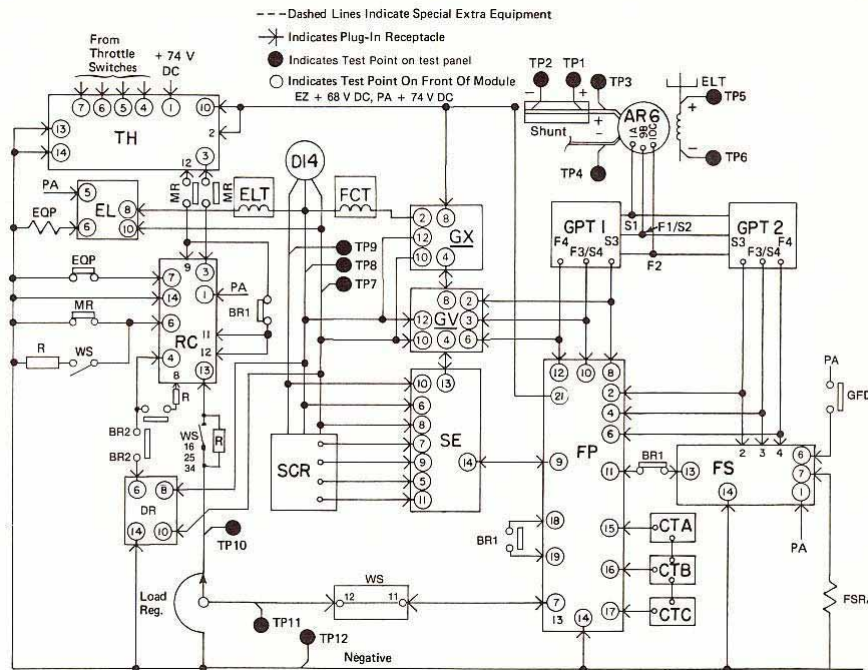 --- Dashed Lines Indicate Special Extra Equipment
Indicates Plug-In Receptacle
Indicates Test Point on test panel
Indicates Test Point On Front Of Module
EZ + 68 V DC, PA + 74 V DC
From
Throttle
Switches
+ 74 V
DC
7 6 5 4 1 10
13
2
TH
14
3
12
MR
MR
TP2 TP1 TP3
- +
Shunt
+
-
TP4
AR6
1A 9B 10C
ELT
TP5
+
-
TP6
PA
5
EL
8
EQP
6
10
D14
ELT
FCT
2 8
12
GX
10 4
GPT 1
F4 F3/S4 S3
S1
F1/S2
F2
GPT 2
S3 F3/S4 F4
TP9
TP8
TP7
EQP
9
3
7
14
1
PA
MR
6
BR1
11
RC
12
4
13
R
WS
8
R
8 2
12
GV
3
10 4 6
BR2
BR2
WS
16
25
34
R
SCR
13
10
6
8
7
SE
9
14
5
11
12 10 8
21
2
4
6
9
FP
11
18
19
15
16
7
17
13
14
BR1
PA
GFD
BR1
2 3 4
6
13
FS
7
14
1
PA
6 8
DR
14 10
TP10
CTA
CTB
CTC
FSRA
Load
Reg.
WS
12 11
TP11
TP12
Negative